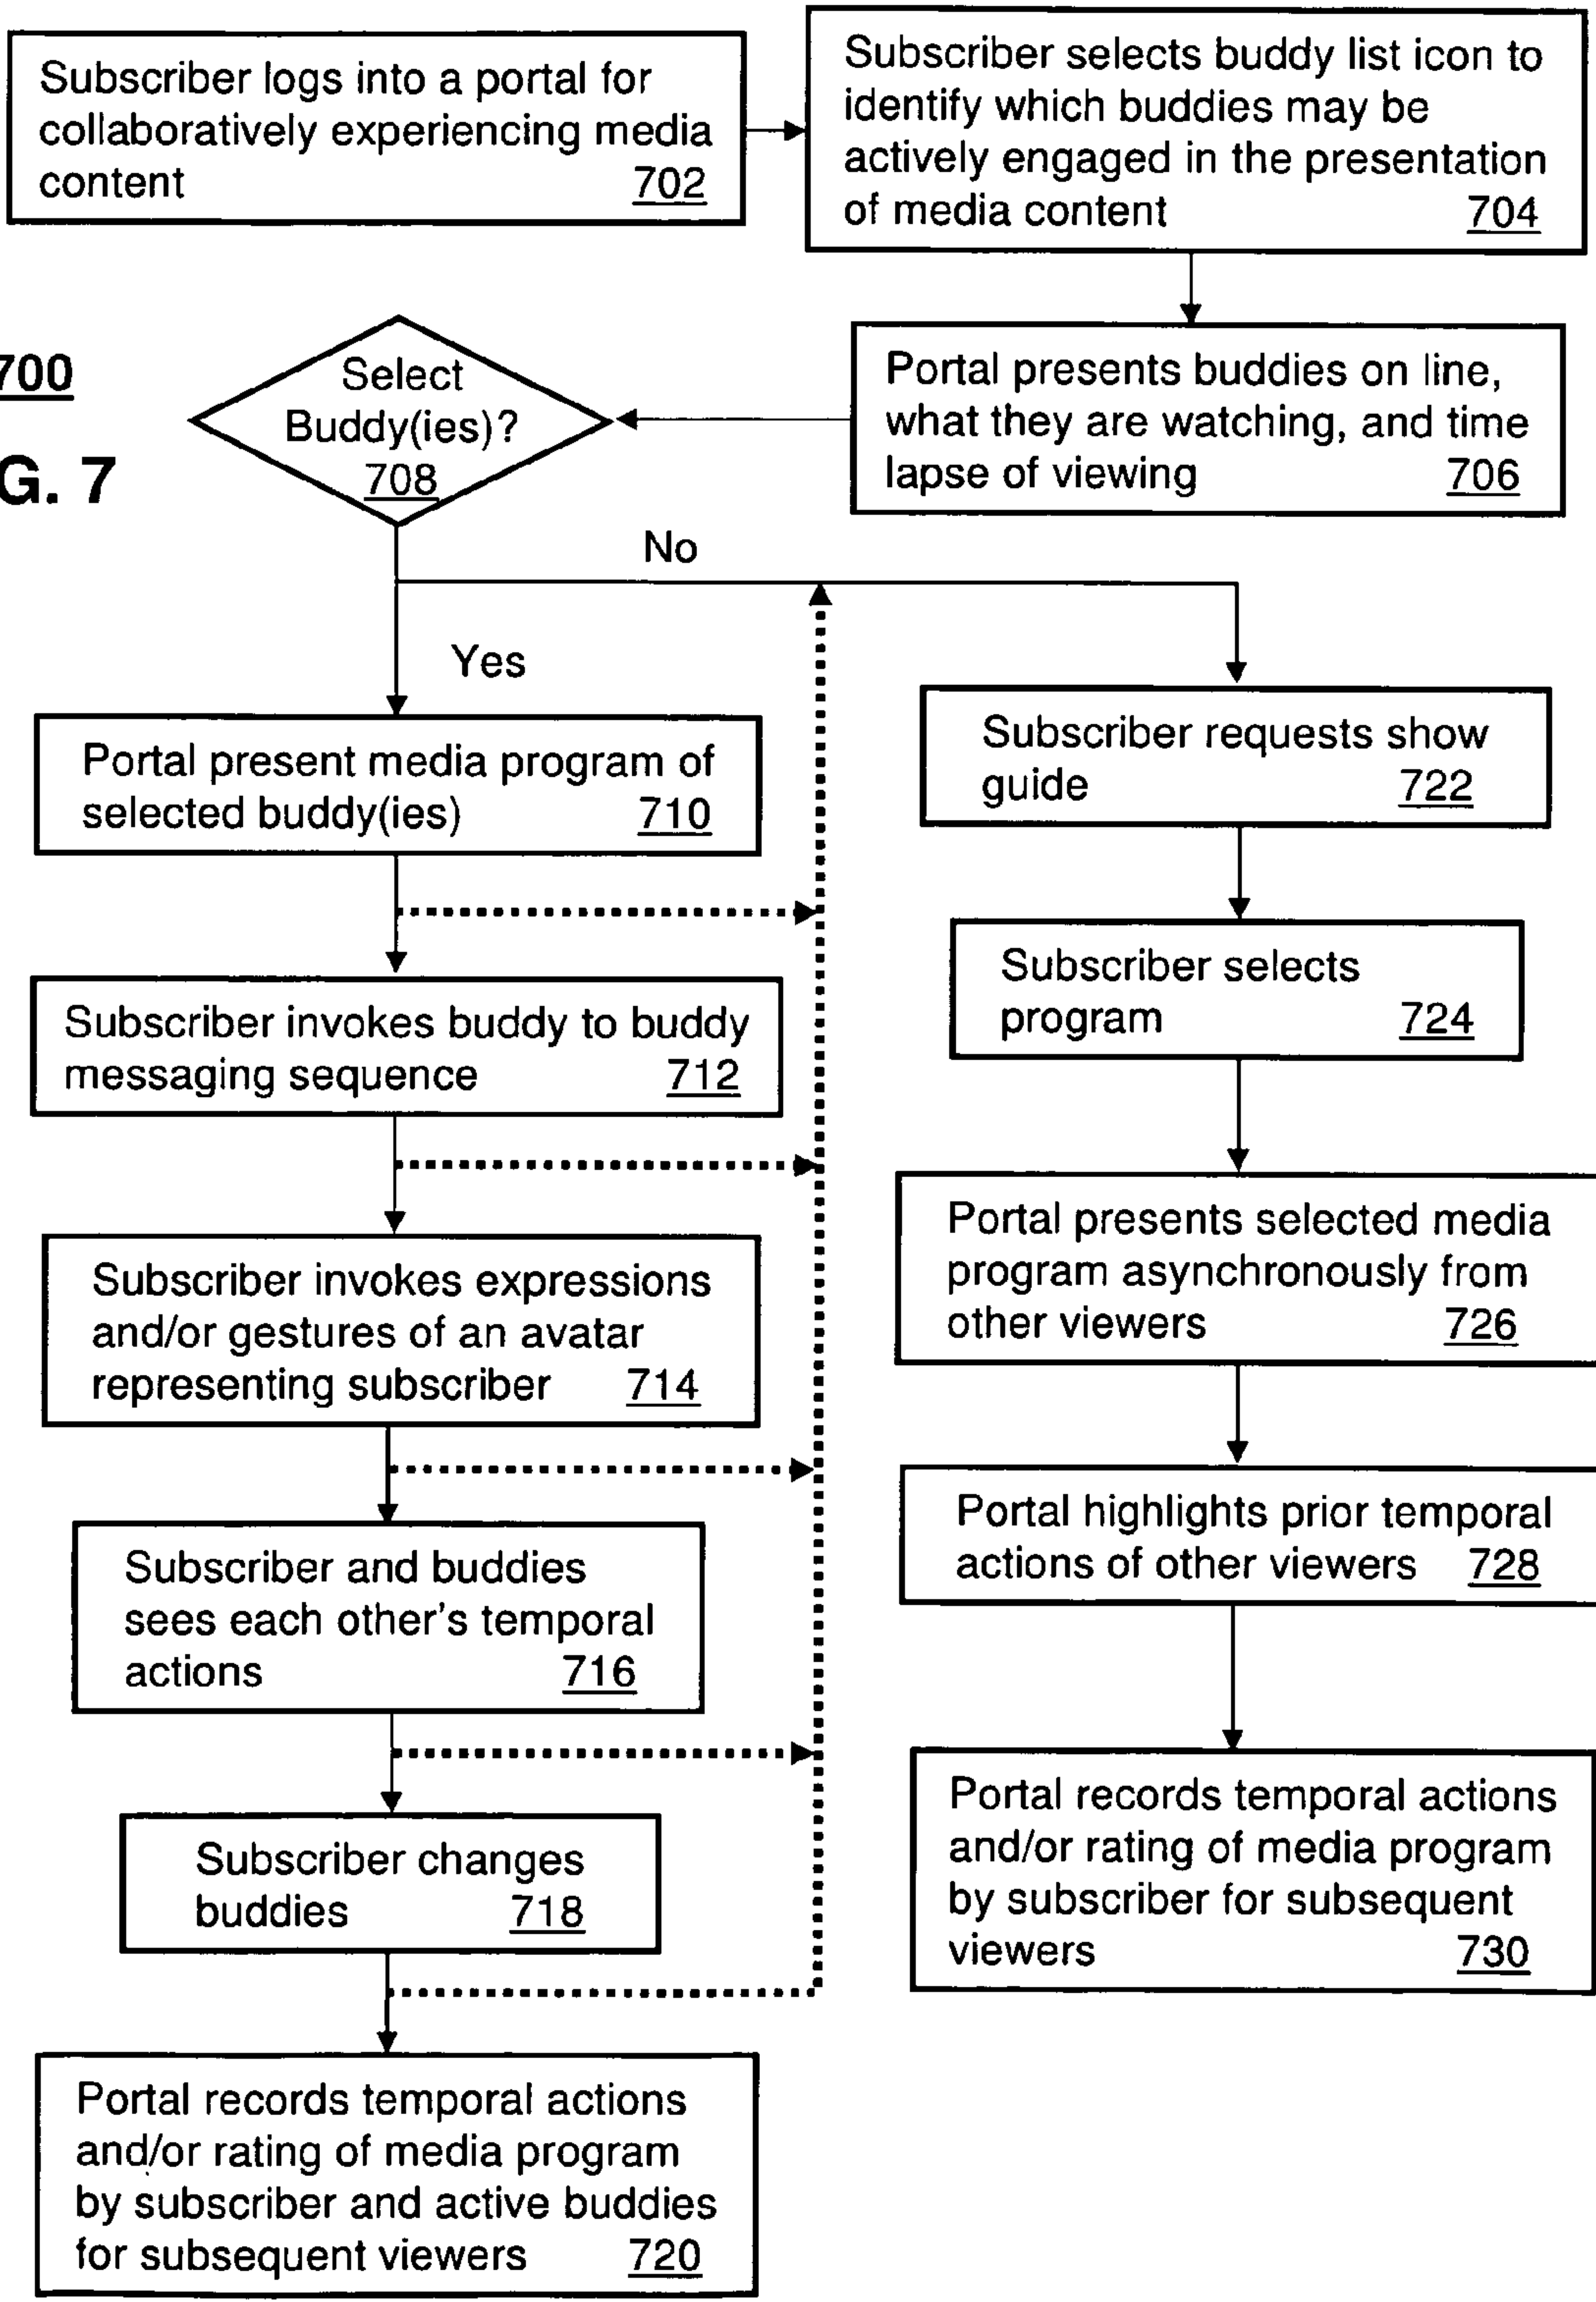 Subscriber logs into a portal for
collaboratively experiencing media
content 702
Subscriber selects buddy list icon to
identify which buddies may be
actively engaged in the presentation
of media content 704
700
G. 7
Select
Buddy(ies)?
708
Portal presents buddies on line,
what they are watching, and time
lapse of viewing 706
No
Yes
Portal present media program of
selected buddy(ies) 710
Subscriber invokes buddy to buddy
messaging sequence 712
Subscriber invokes expressions
and/or gestures of an avatar
representing subscriber 714
Subscriber and buddies
sees each other's temporal
actions 716
Subscriber changes
buddies 718
Portal records temporal actions
and/or rating of media program
by subscriber and active buddies
for subsequent viewers 720
Subscriber requests show
guide 722
Subscriber selects
program 724
Portal presents selected media
program asynchronously from
other viewers 726
Portal highlights prior temporal
actions of other viewers 728
Portal records temporal actions
and/or rating of media program
by subscriber for subsequent
viewers 730